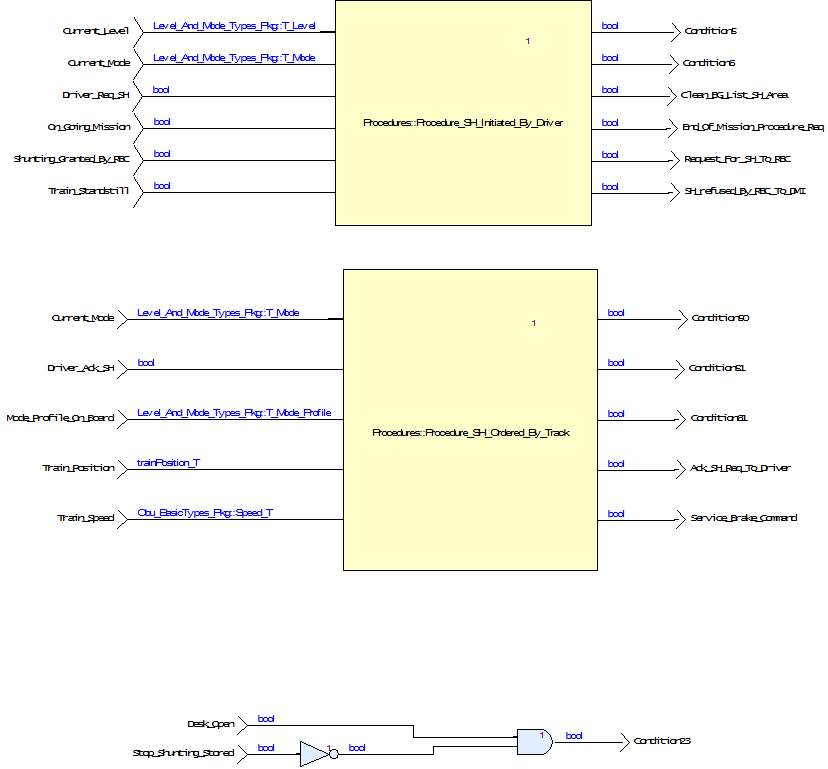 Current_Level
Level_And_Mode_Types_Pkg::T_Level
1
bool
Condition5
Current_Mode
Level_And_Mode_Types_Pkg::T_Mode
bool
Condition6
Driver_Req_SH
bool
bool
Clean_BG_List_SH_Area
On_Going_Mission
bool
Procedures::Procedure_SH_Initiated_By_Driver
bool
End_Of_Mission_Procedure_Req
Shunting_Granted_By_RBC
bool
bool
Request_For_SH_To_RBC
Train_Standstill
bool
bool
SH_refused_By_RBC_To_DMI
Current_Mode
Level_And_Mode_Types_Pkg::T_Mode
1
bool
Condition50
Driver_Ack_SH
bool
bool
Condition51
Mode_Profile_On_Board
Level_And_Mode_Types_Pkg::T_Mode_Profile
Procedures::Procedure_SH_Ordered_By_Track
bool
Condition61
Train_Position
trainPosition_T
bool
Ack_SH_Req_To_Driver
Train_Speed
Obu_BasicTypes_Pkg::Speed_T
bool
Service_Brake_Command
Desk_Open
bool
1
bool
Condition23
Stop_Shunting_Stored
bool
1
bool